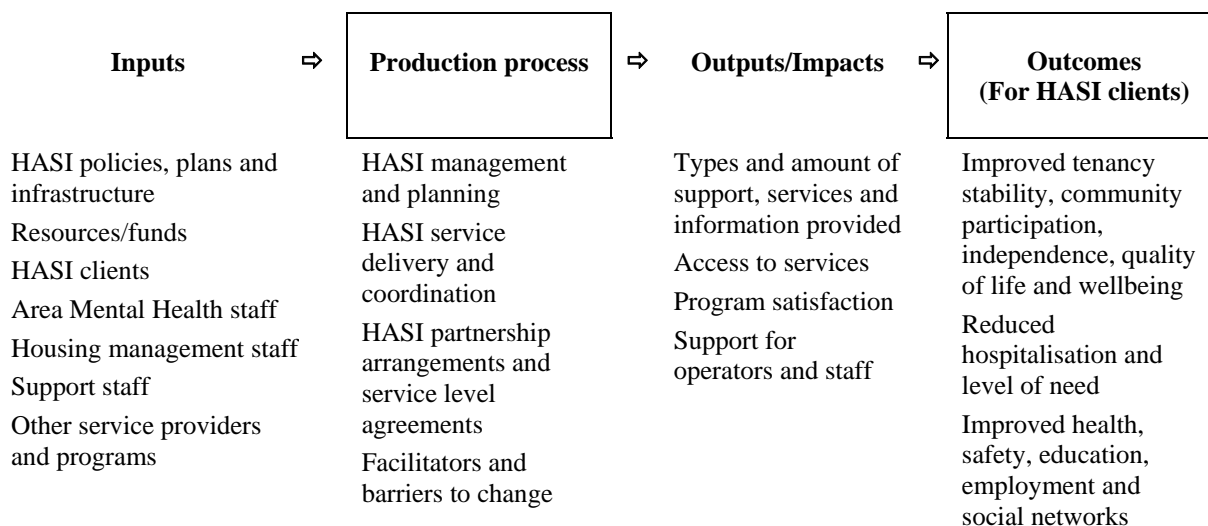 Inputs ⇨ Production process ⇨ Outputs/Impacts ⇨ Outcomes
(For HASI clients)
HASI policies, plans and
infrastructure
Resources/funds
HASI clients
Area Mental Health staff
Housing management staff
Support staff
Other service providers
and programs
HASI management
and planning
HASI service
delivery and
coordination
HASI partnership
arrangements and
service level
agreements
Facilitators and
barriers to change
Types and amount of
support, services and
information provided
Access to services
Program satisfaction
Support for
operators and staff
Improved tenancy
stability, community
participation,
independence, quality
of life and wellbeing
Reduced
hospitalisation and
level of need
Improved health,
safety, education,
employment and
social networks